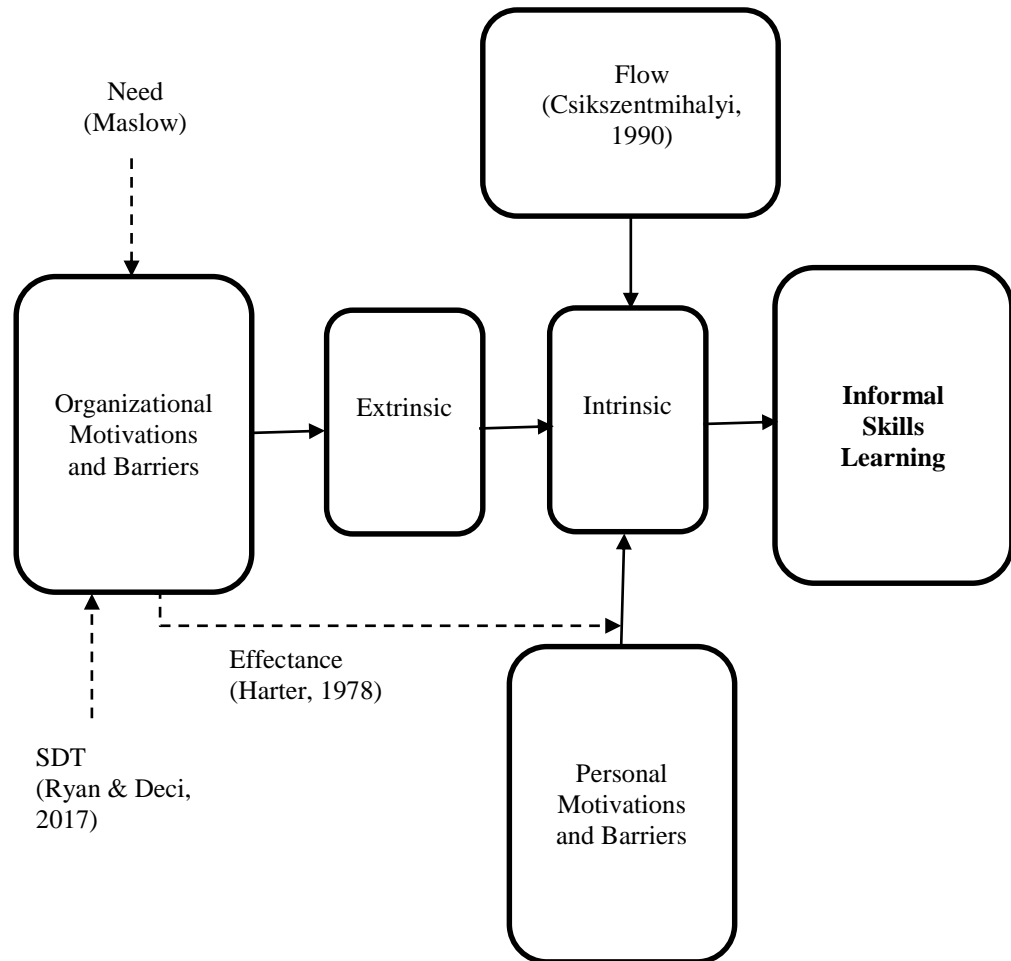 Need
(Maslow)
Flow
(Csikszentmihalyi,
1990)
Organizational
Motivations
and Barriers
Extrinsic
Intrinsic
Informal
Skills
Learning
Effectance
(Harter, 1978)
SDT
(Ryan & Deci,
2017)
Personal
Motivations
and Barriers